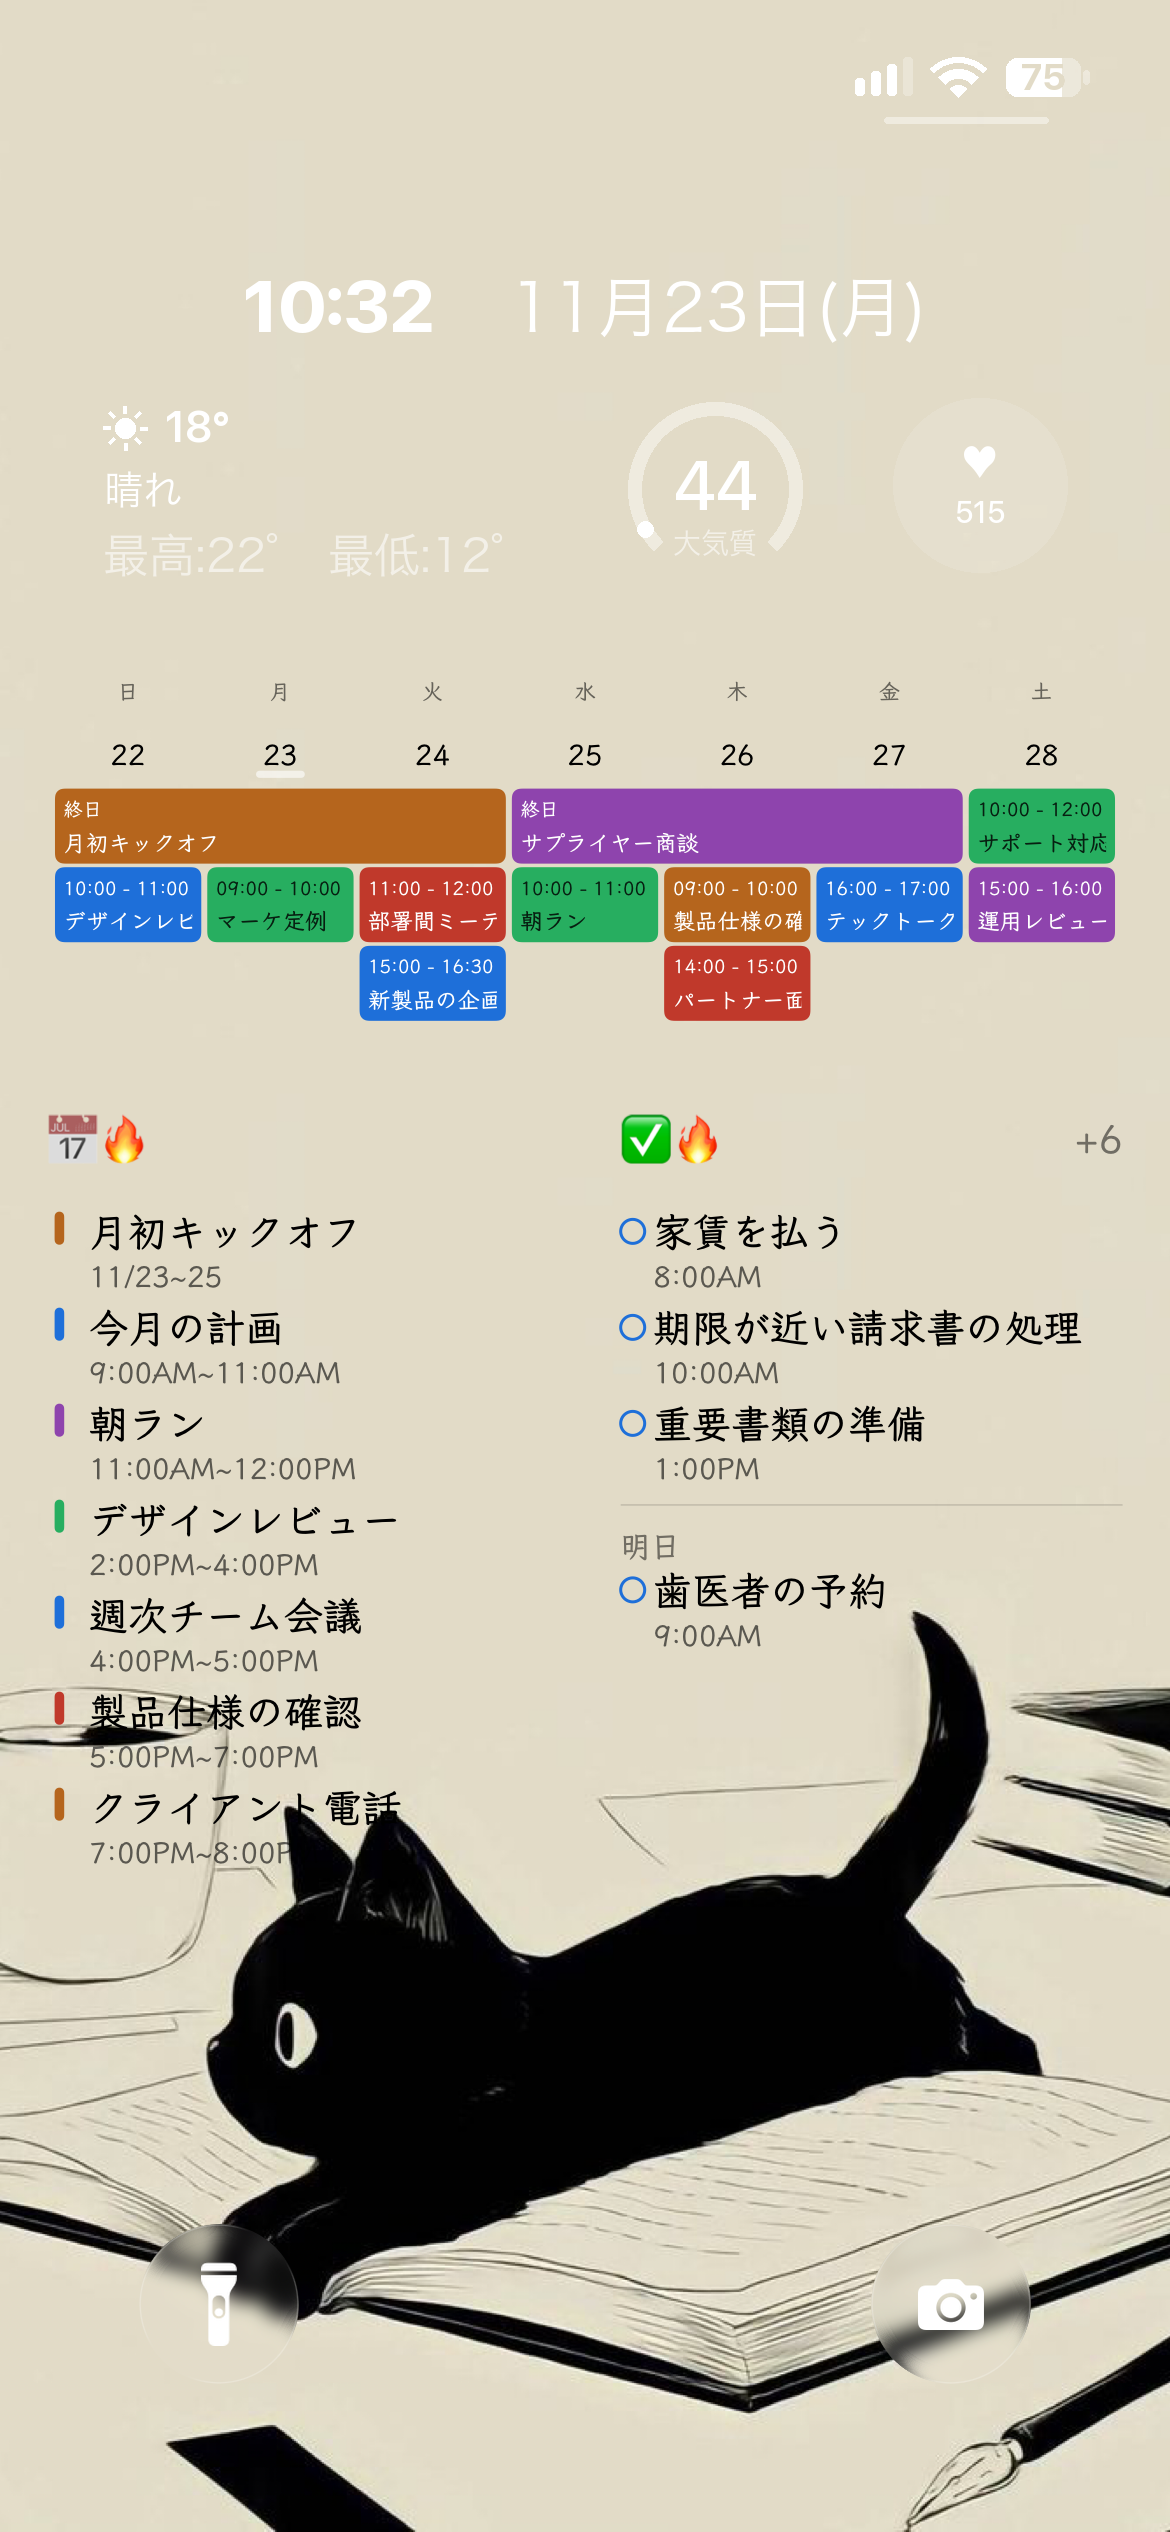 75
10:32 11月23日(月)
18°
晴れ
最高:22° 最低:12°
44
大気質
515
日 月 火 水 木 金 土
22 23 24 25 26 27 28
終日
月初キックオフ
終日
サプライヤー商談
10:00 - 12:00
サポート対応
10:00 - 11:00
デザインレビ
09:00 - 10:00
マーケ定例
11:00 - 12:00
部署間ミーテ
10:00 - 11:00
朝ラン
09:00 - 10:00
製品仕様の確
16:00 - 17:00
テックトーク
15:00 - 16:00
運用レビュー
15:00 - 16:30
新製品の企画
14:00 - 15:00
パートナー面
JUL
17
月初キックオフ
11/23~25
今月の計画
9:00AM~11:00AM
朝ラン
11:00AM~12:00PM
デザインレビュー
2:00PM~4:00PM
週次チーム会議
4:00PM~5:00PM
製品仕様の確認
5:00PM~7:00PM
クライアント電話
7:00PM~8:00P
+6
家賃を払う
8:00AM
期限が近い請求書の処理
10:00AM
重要書類の準備
1:00PM
明日
歯医者の予約
9:00AM